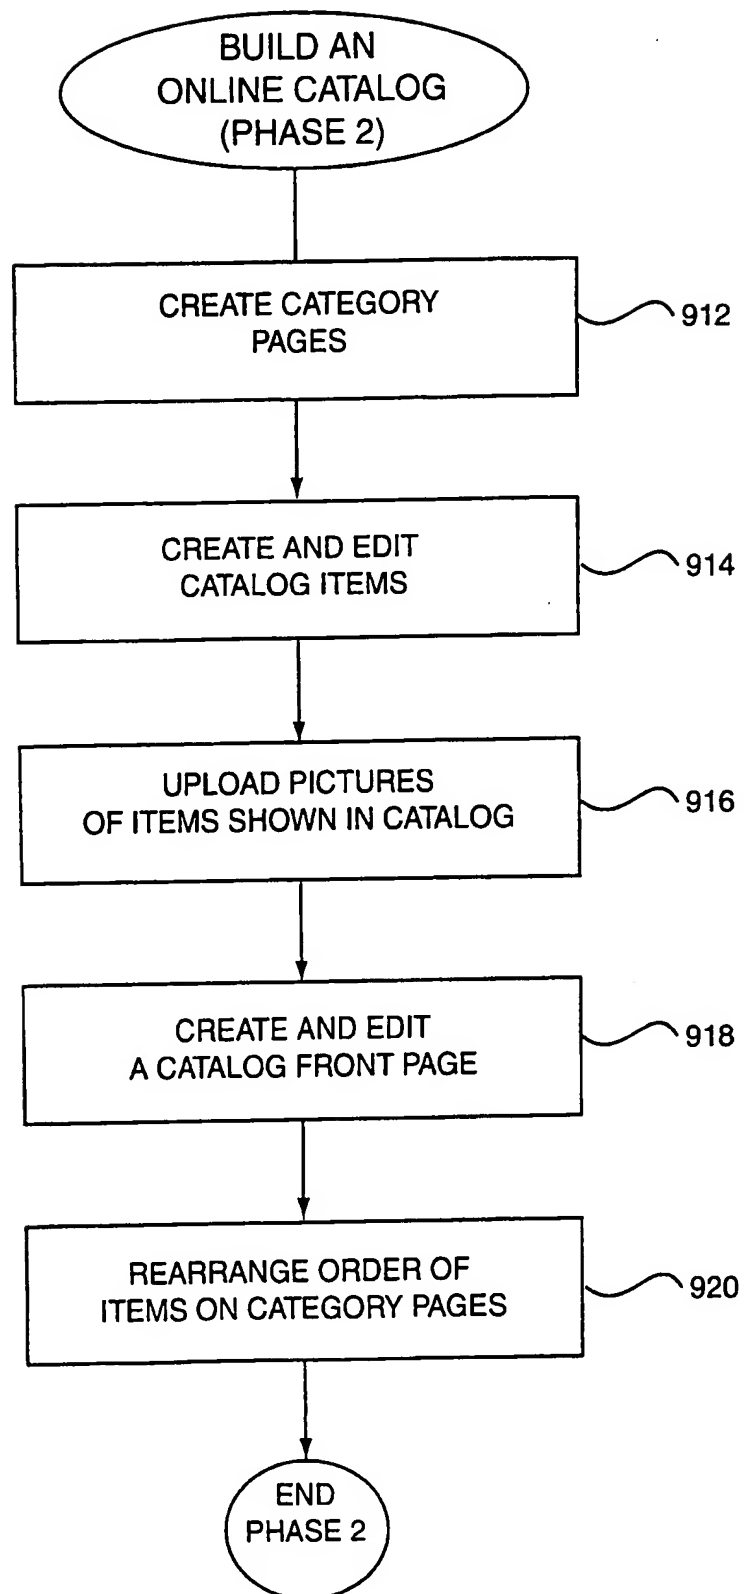 BUILD AN
ONLINE CATALOG
(PHASE 2)
CREATE CATEGORY
PAGES
912
CREATE AND EDIT
CATALOG ITEMS
914
UPLOAD PICTURES
OF ITEMS SHOWN IN CATALOG
916
CREATE AND EDIT
A CATALOG FRONT PAGE
918
REARRANGE ORDER OF
ITEMS ON CATEGORY PAGES
920
END
PHASE 2